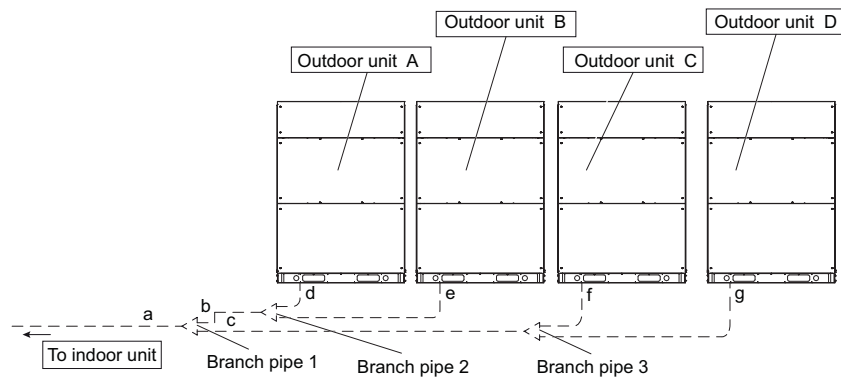 Outdoor unit A
Outdoor unit B
Outdoor unit C
Outdoor unit D
d
e
f
g
a
b
c
To indoor unit
Branch pipe 1
Branch pipe 2
Branch pipe 3